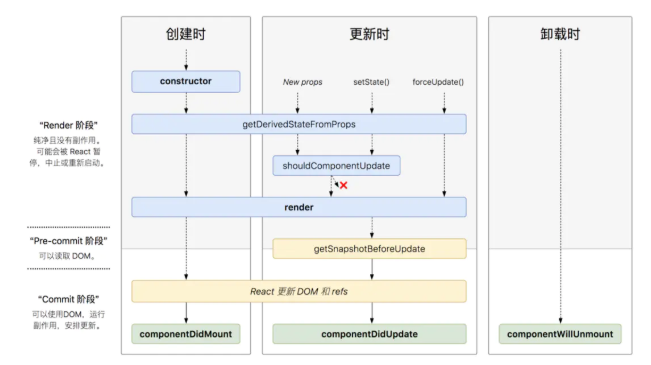 创建时
更新时
卸载时
constructor
New props
setState()
forceUpdate()
“Render 阶段”
纯净且没有副作用。
可能会被 React 暂
停，中止或重新启动。
getDerivedStateFromProps
shouldComponentUpdate
render
“Pre-commit 阶段”
可以读取 DOM。
getSnapshotBeforeUpdate
“Commit 阶段”
可以使用DOM，运行
副作用，安排更新。
React 更新 DOM 和 refs
componentDidMount
componentDidUpdate
componentWillUnmount